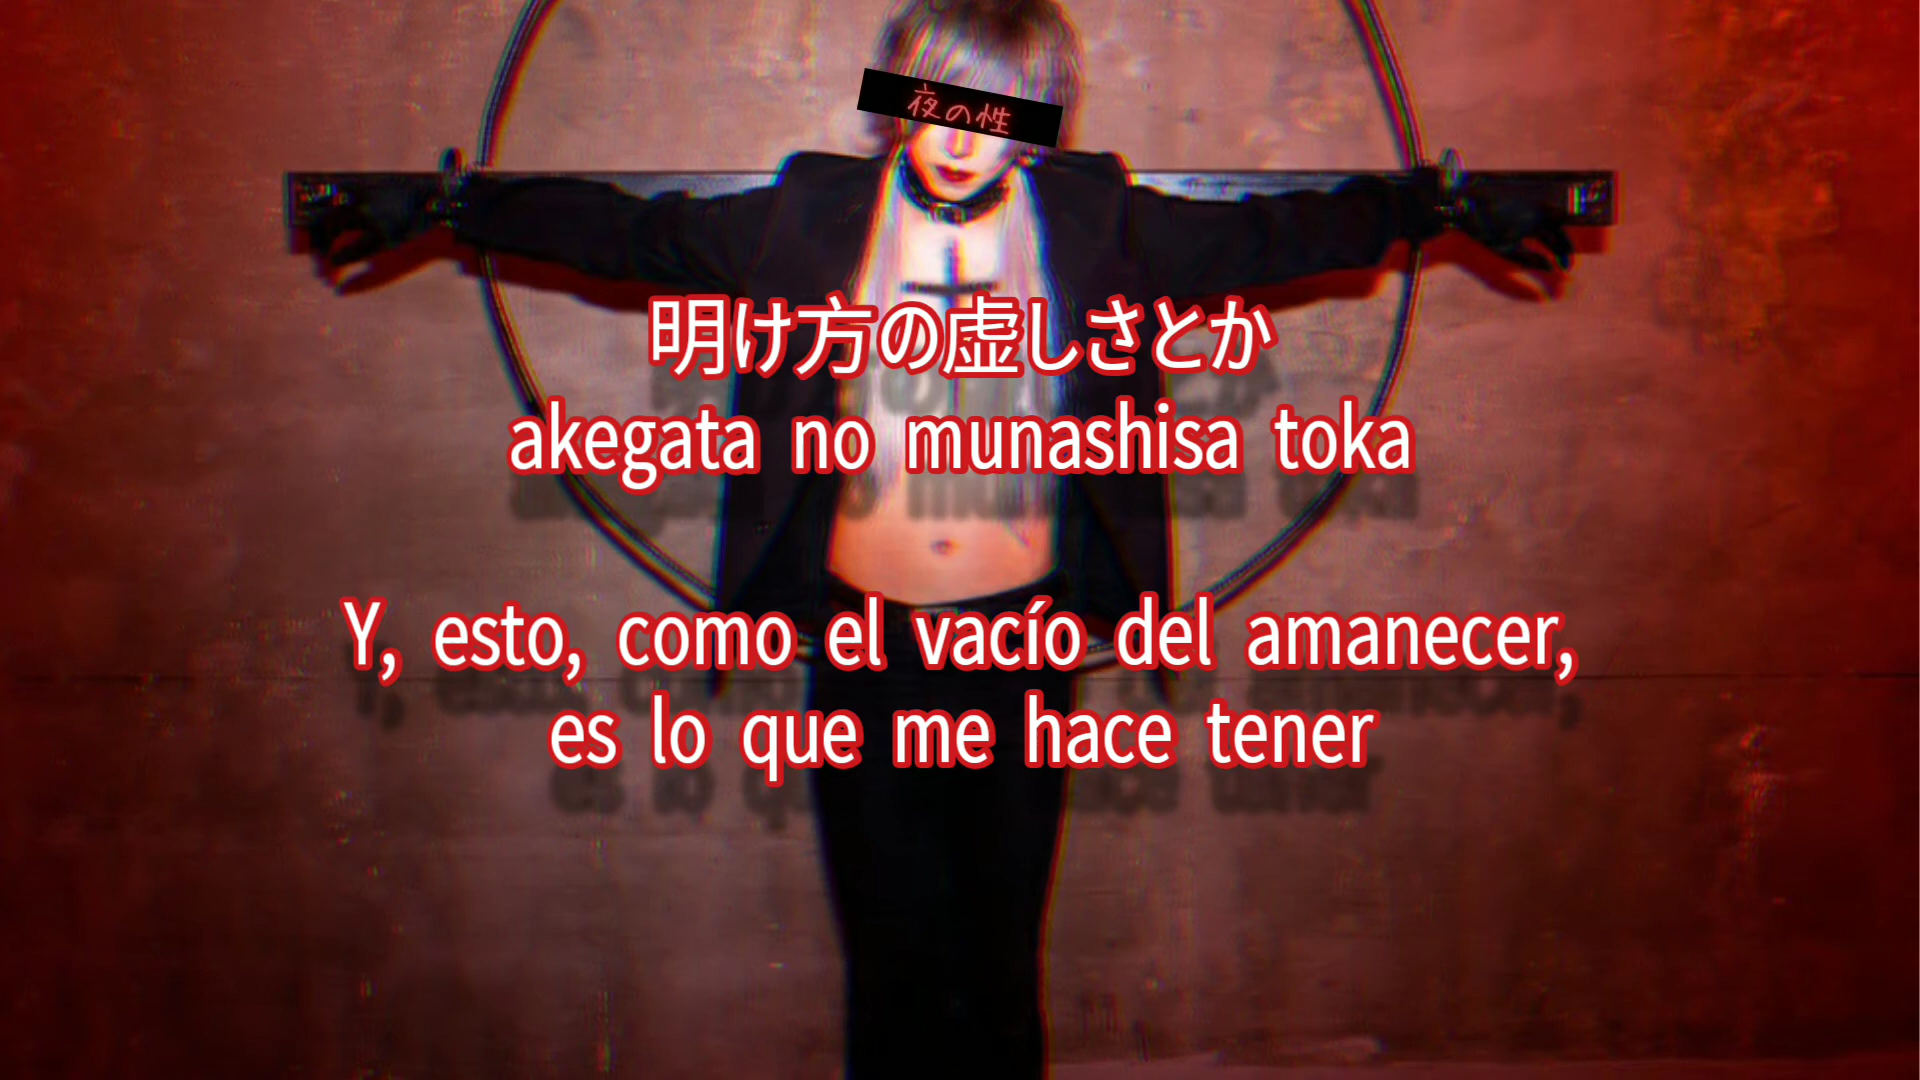 夜の性
明け方の虚しさとか
akegata no munashisa toka
Y, esto, como el vacío del amanecer,
es lo que me hace tener